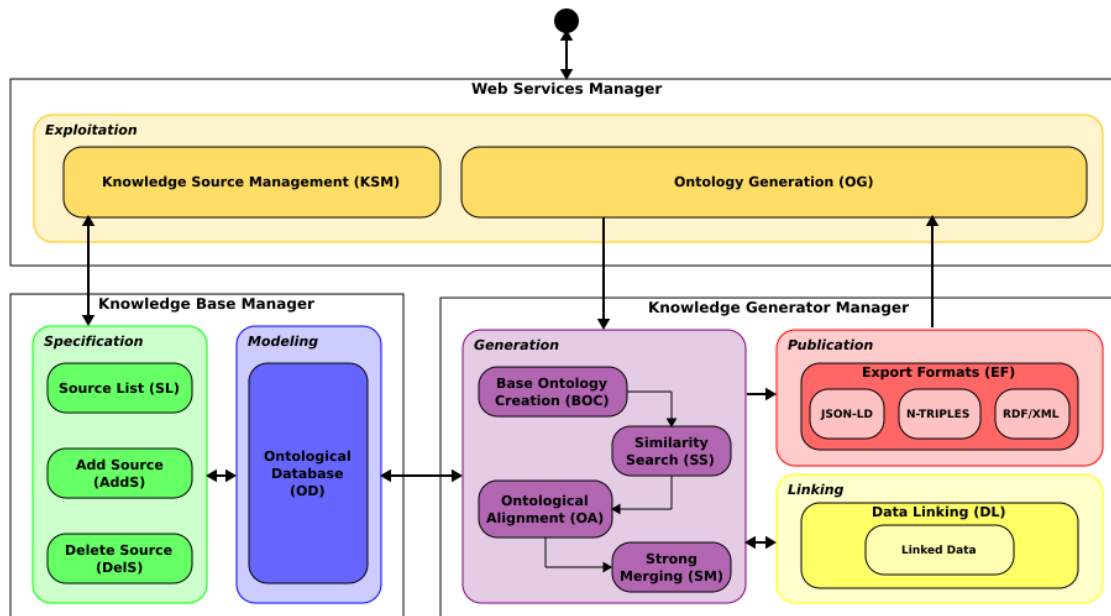 Web Services Manager
Exploitation
Knowledge Source Management (KSM)
Ontology Generation (OG)
Knowledge Base Manager
Specification
Source List (SL)
Add Source
(AddS)
Delete Source
(DelS)
Modeling
Ontological
Database
(OD)
Knowledge Generator Manager
Generation
Base Ontology
Creation (BOC)
Similarity
Search (SS)
Ontological
Alignment (OA)
Strong
Merging (SM)
Publication
Export Formats (EF)
JSON-LD
N-TRIPLES
RDF/XML
Linking
Data Linking (DL)
Linked Data